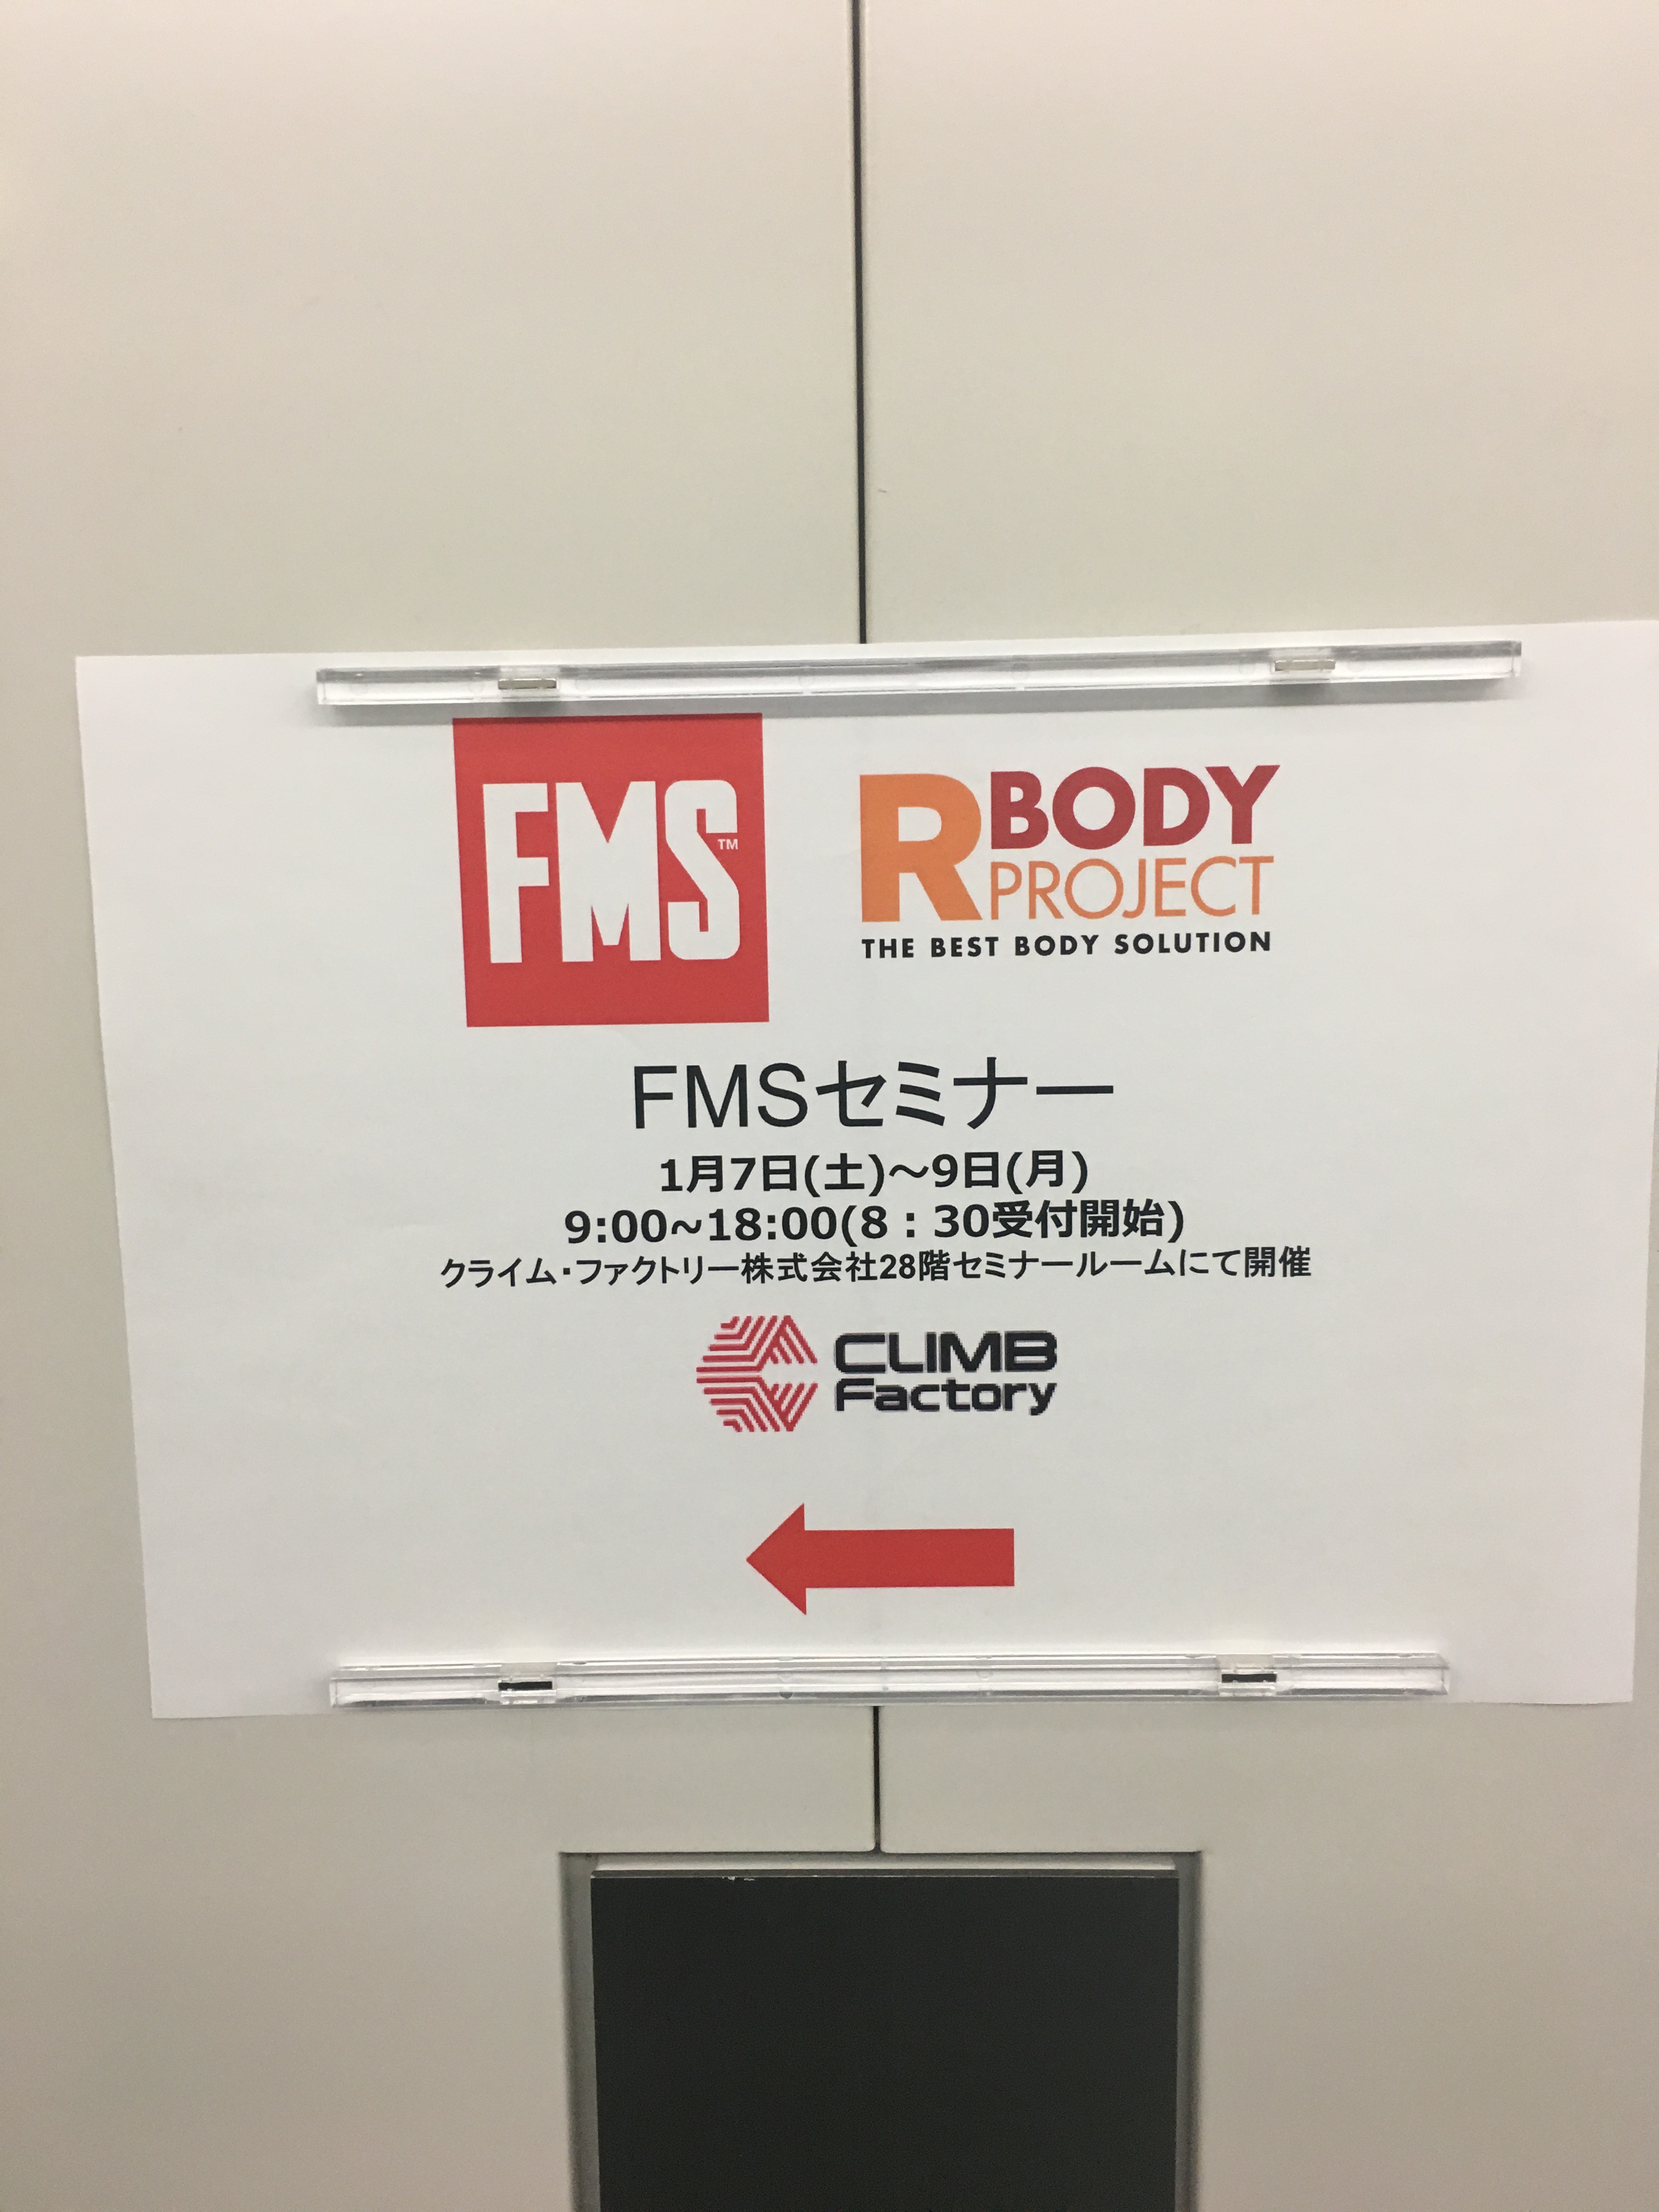 FMS™
R BODY
PROJECT
THE BEST BODY SOLUTION
FMSセミナー
1月7日(土)～9日(月)
9:00~18:00(8：30受付開始)
クライム・ファクトリー株式会社28階セミナールームにて開催
CLIMB
Factory